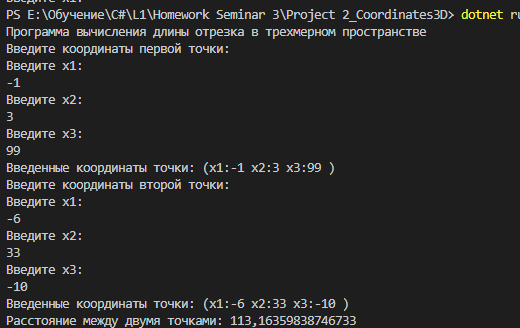 PS E:\Обучение\C#\L1\Homework Seminar 3\Project 2_Coordinates3D> dotnet ru
Программа вычисления длины отрезка в трехмерном пространстве
Введите координаты первой точки:
Введите x1:
-1
Введите x2:
3
Введите x3:
99
Введенные координаты точки: (x1:-1 x2:3 x3:99 )
Введите координаты второй точки:
Введите x1:
-6
Введите x2:
33
Введите x3:
-10
Введенные координаты точки: (x1:-6 x2:33 x3:-10 )
Расстояние между двумя точками: 113,16359838746733